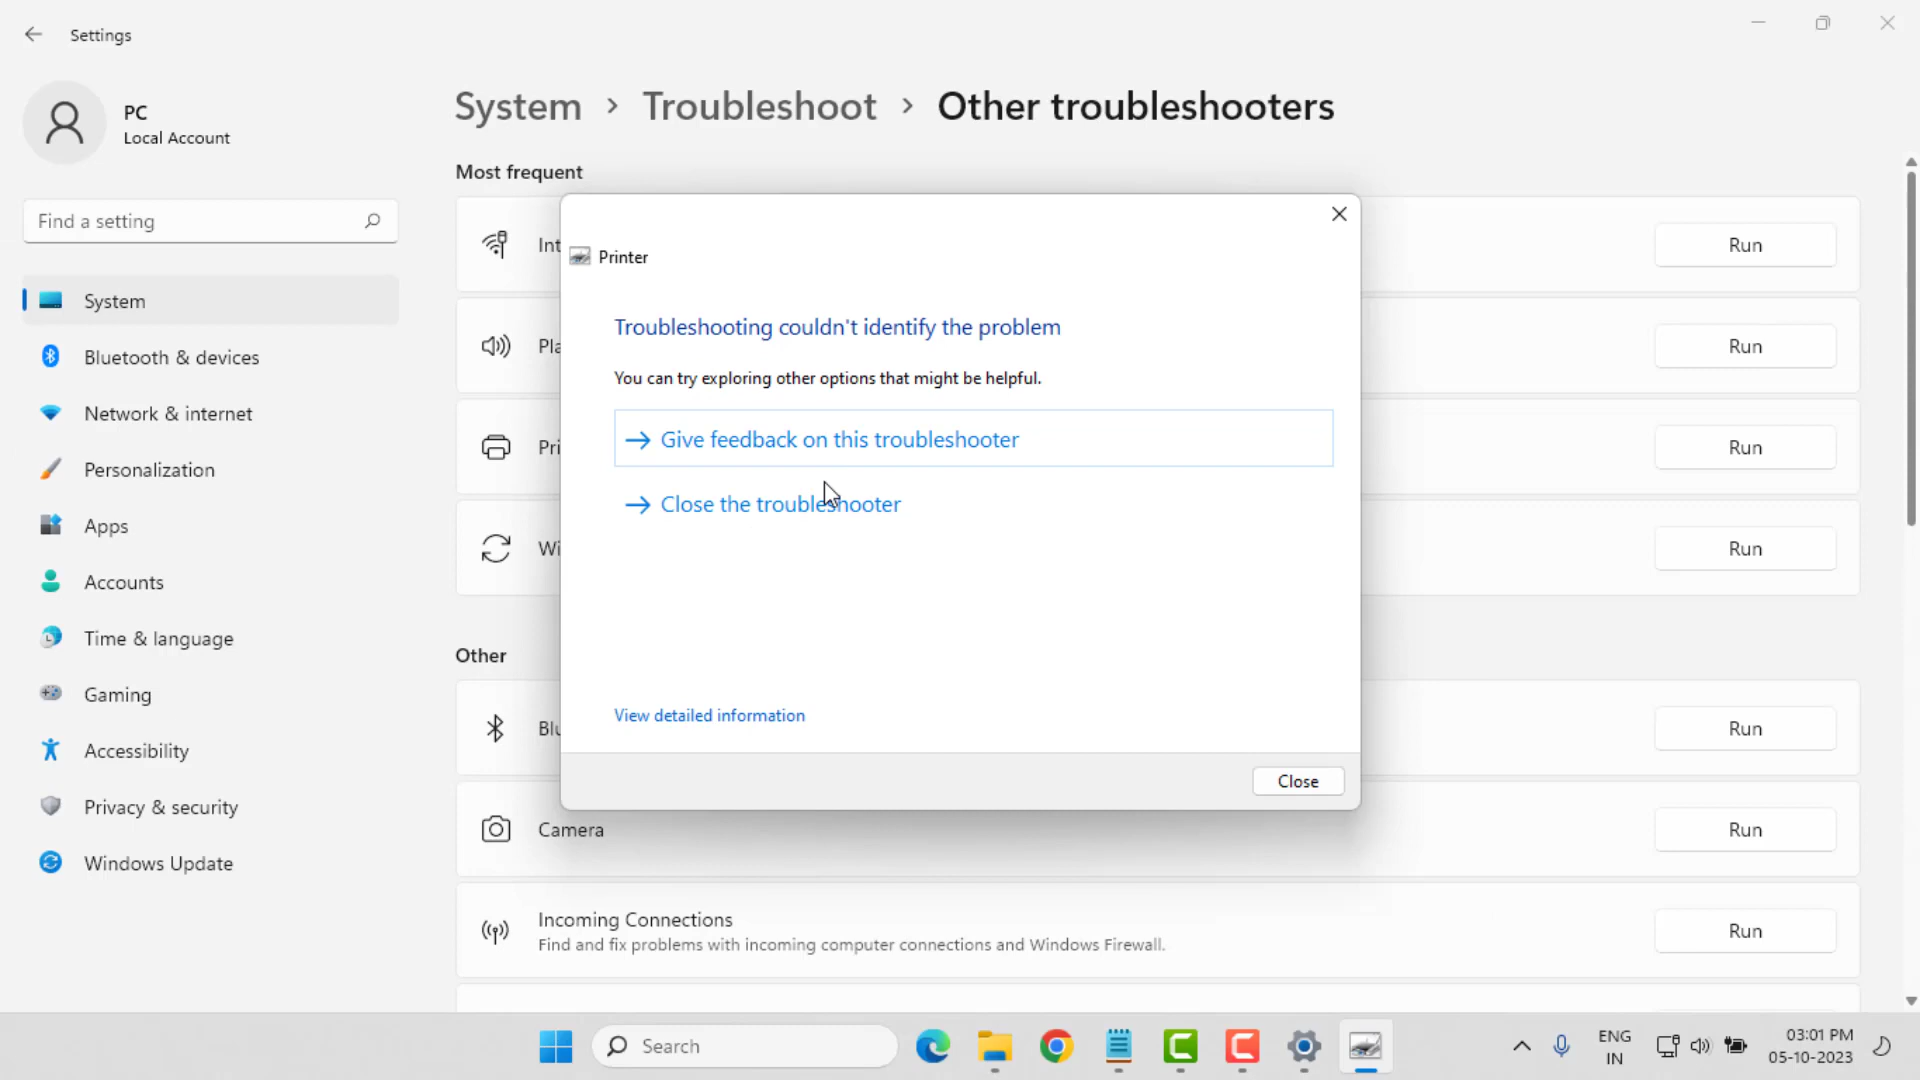 Settings
PC
Local Account
Find a setting
System
Bluetooth & devices
Network & internet
Personalization
Apps
Accounts
Time & language
Gaming
Accessibility
Privacy & security
Windows Update
System > Troubleshoot > Other troubleshooters
Most frequent
Int
Run
Pla
Run
Pri
Run
Wi
Run
Printer
Troubleshooting couldn't identify the problem
You can try exploring other options that might be helpful.
Give feedback on this troubleshooter
Close the troubleshooter
View detailed information
Close
Other
Blu
Run
Camera
Run
Incoming Connections
Find and fix problems with incoming computer connections and Windows Firewall.
Run
Search
ENG
IN
03:01 PM
05-10-2023